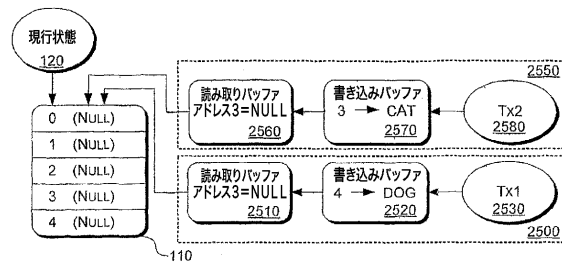 現行状態
120
0 (NULL)
1 (NULL)
2 (NULL)
3 (NULL)
4 (NULL)
110
2550
読み取りバッファ
アドレス3=NULL
2560
書き込みバッファ
3 → CAT
2570
Tx2
2580
読み取りバッファ
アドレス3=NULL
2510
書き込みバッファ
4 → DOG
2520
Tx1
2530
2500